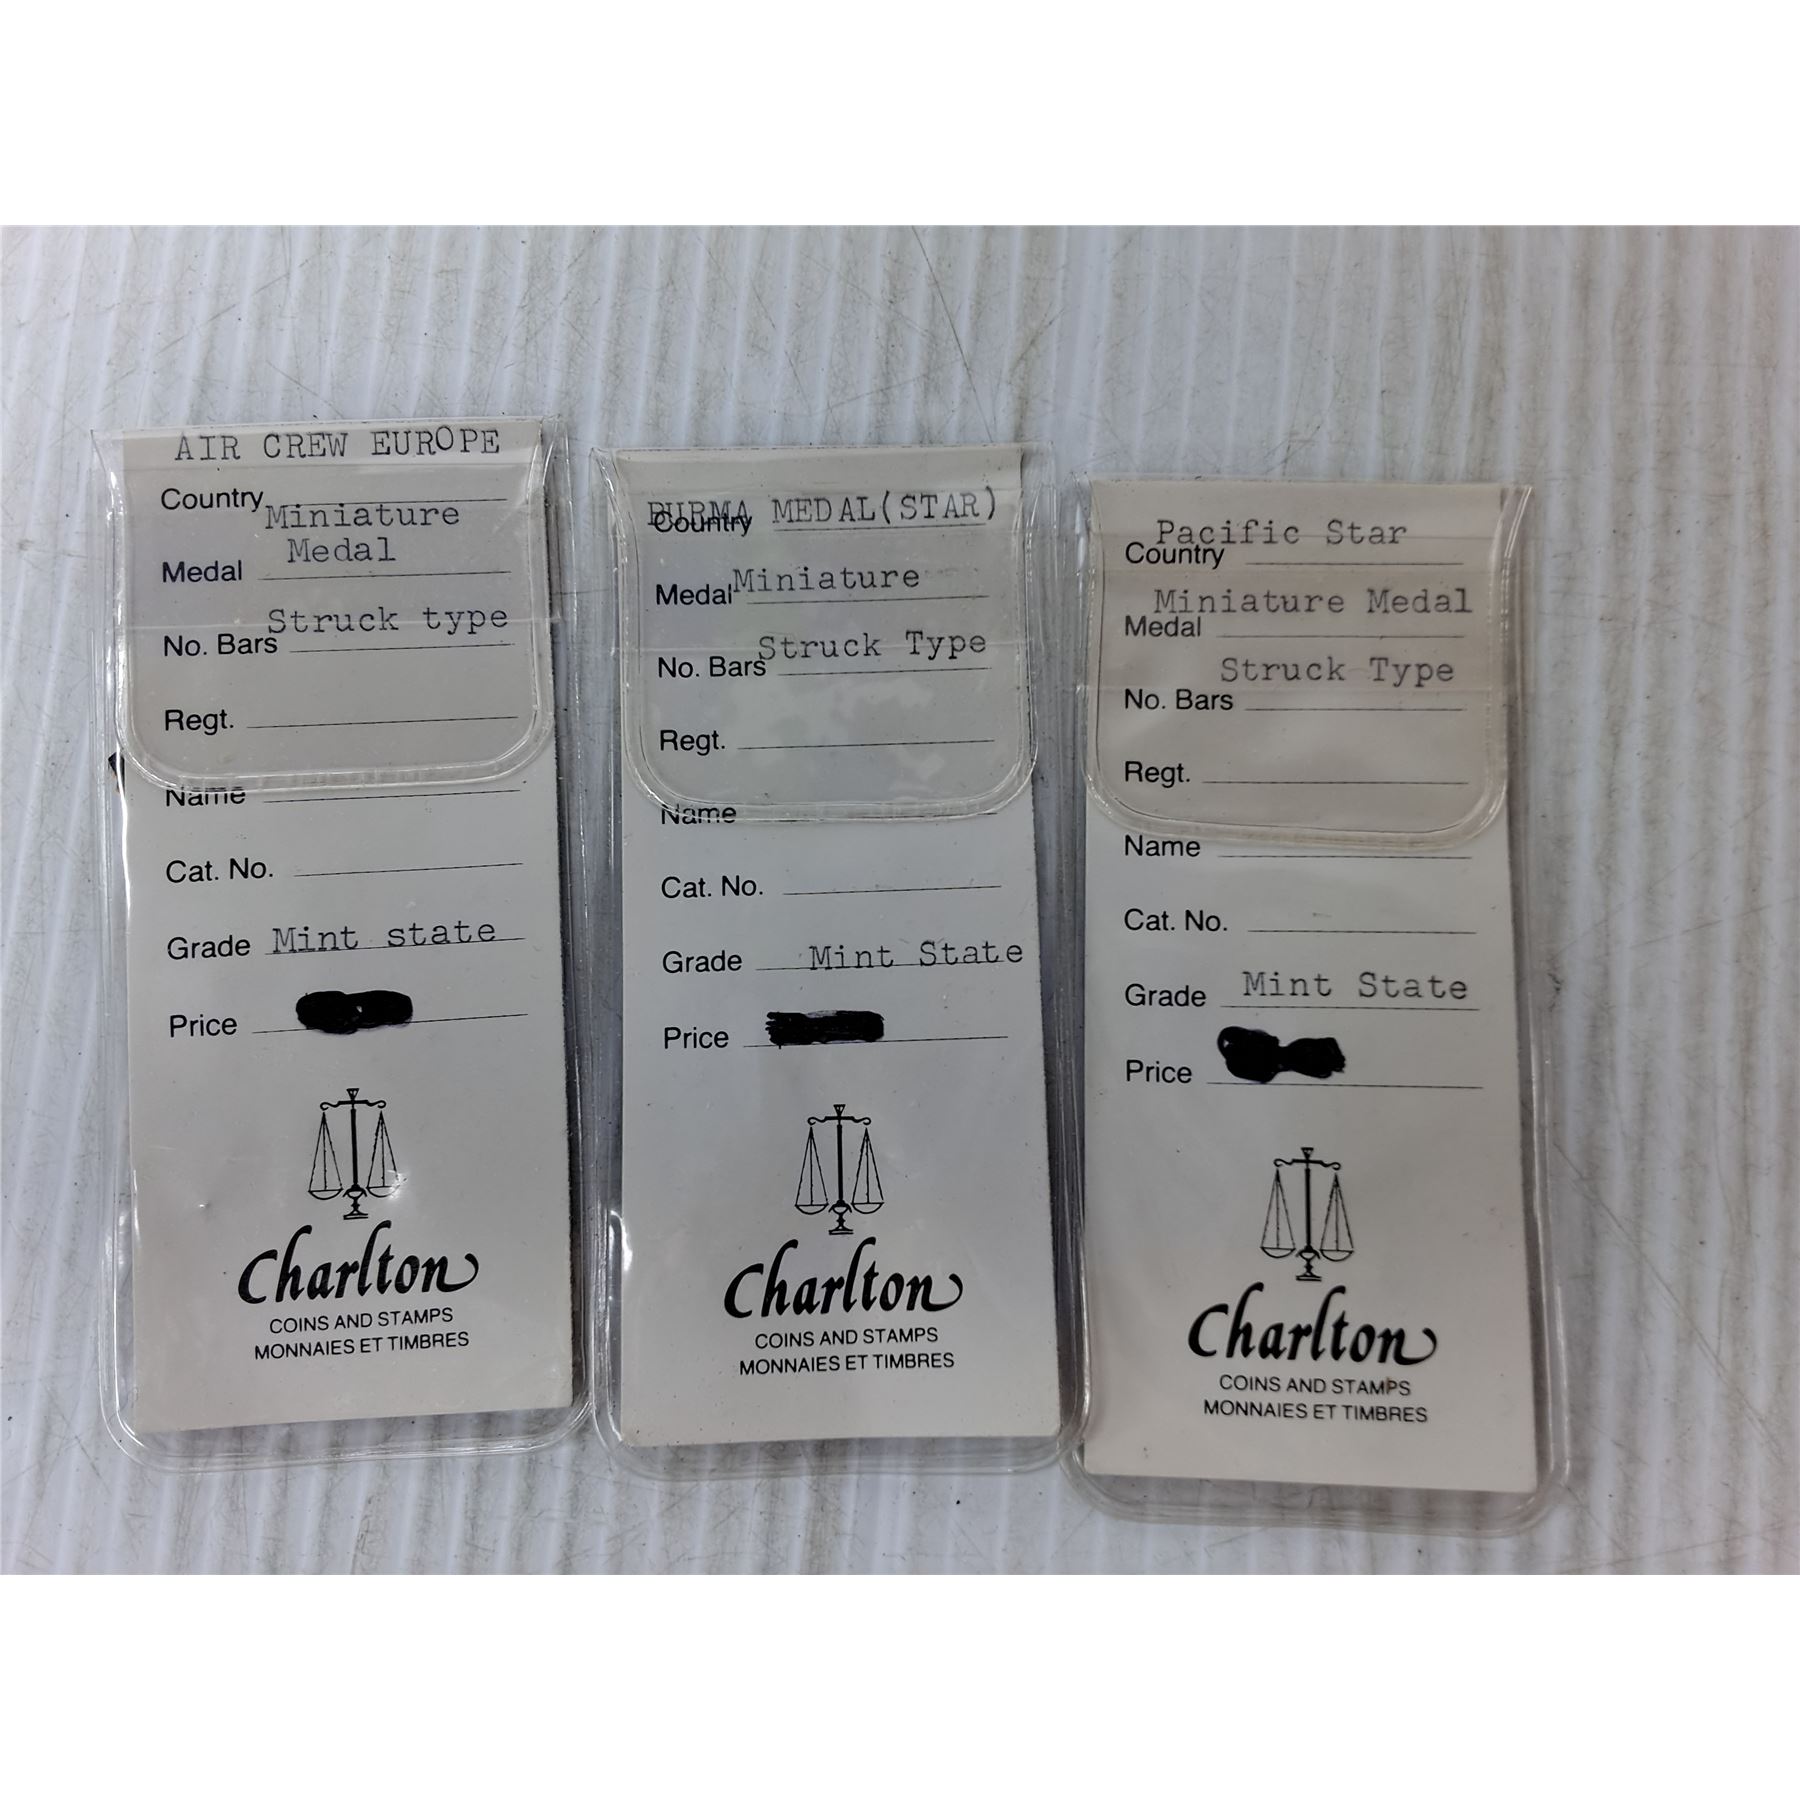 AIR CREW EUROPE
Country
Miniature
Medal
Medal
Struck type
No. Bars
Regt.
Name
Cat. No.
Grade Mint state
Price
Charlton
COINS AND STAMPS
MONNAIES ET TIMBRES
BURMA MEDAL(STAR)
Country
Medal Miniature
Struck Type
No. Bars
Regt.
Name
Cat. No.
Grade Mint State
Price
Charlton
COINS AND STAMPS
MONNAIES ET TIMBRES
Pacific Star
Country
Miniature Medal
Medal
Struck Type
No. Bars
Regt.
Name
Cat. No.
Grade Mint State
Price
Charlton
COINS AND STAMPS
MONNAIES ET TIMBRES